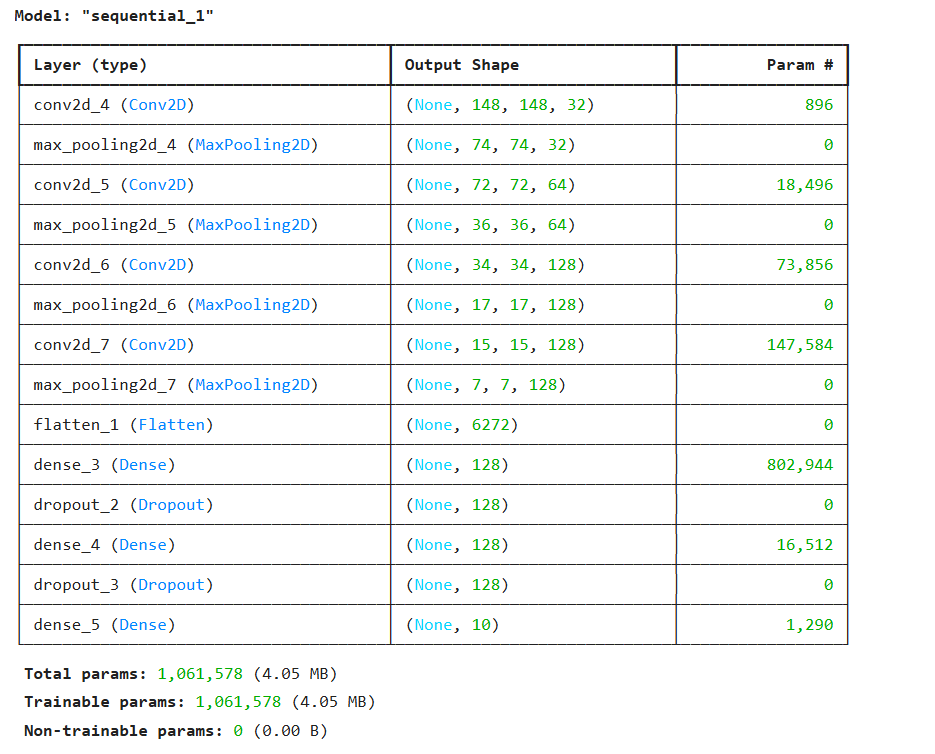 Model: "sequential_1"
Layer (type) Output Shape Param #
conv2d_4 (Conv2D) (None, 148, 148, 32) 896
max_pooling2d_4 (MaxPooling2D) (None, 74, 74, 32) 0
conv2d_5 (Conv2D) (None, 72, 72, 64) 18,496
max_pooling2d_5 (MaxPooling2D) (None, 36, 36, 64) 0
conv2d_6 (Conv2D) (None, 34, 34, 128) 73,856
max_pooling2d_6 (MaxPooling2D) (None, 17, 17, 128) 0
conv2d_7 (Conv2D) (None, 15, 15, 128) 147,584
max_pooling2d_7 (MaxPooling2D) (None, 7, 7, 128) 0
flatten_1 (Flatten) (None, 6272) 0
dense_3 (Dense) (None, 128) 802,944
dropout_2 (Dropout) (None, 128) 0
dense_4 (Dense) (None, 128) 16,512
dropout_3 (Dropout) (None, 128) 0
dense_5 (Dense) (None, 10) 1,290
Total params: 1,061,578 (4.05 MB)
Trainable params: 1,061,578 (4.05 MB)
Non-trainable params: 0 (0.00 B)